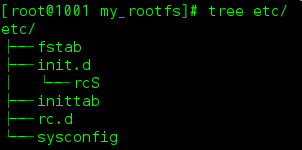 [root@1001 my_rootfs]# tree etc/
etc/
├──fstab
├──init.d
│   └──rcS
├──inittab
├──rc.d
└──sysconfig